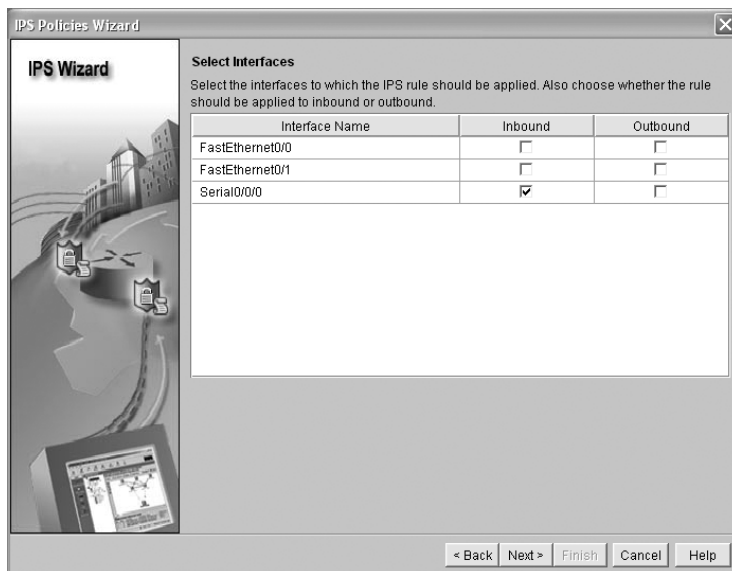 IPS Policies Wizard
IPS Wizard
Select Interfaces
Select the interfaces to which the IPS rule should be applied. Also choose whether the rule
should be applied to inbound or outbound.
Interface Name Inbound Outbound
FastEthernet0/0
FastEthernet0/1
Serial0/0/0
< Back Next > Finish Cancel Help